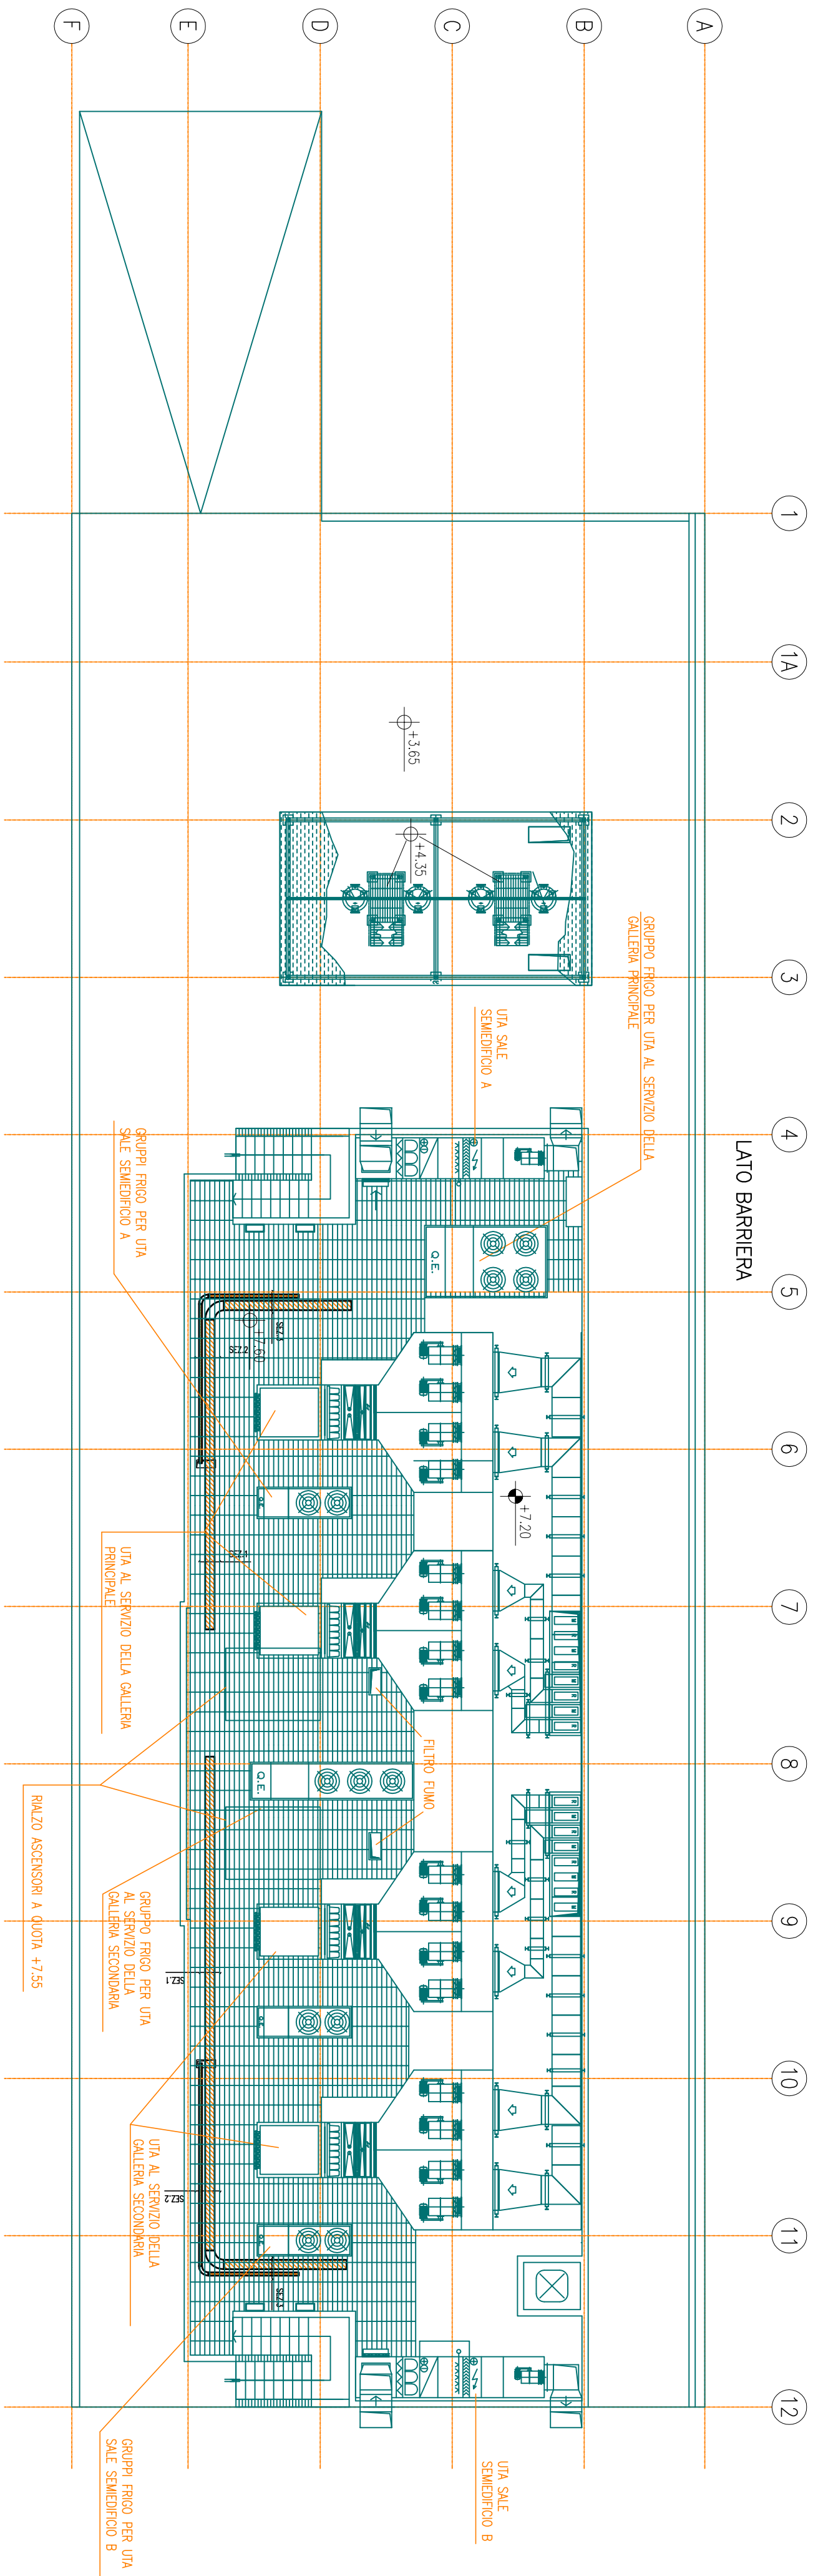 F
E
D
C
B
A
LATO BARRIERA
1
1A
2
3
4
5
6
7
8
9
10
11
12
+3.65
+4.35
GRUPPO FRIGO PER UTA AL SERVIZIO DELLA
GALLERIA PRINCIPALE
UTA SALE
SEMIEDIFICIO A
GRUPPI FRIGO PER UTA
SALE SEMIEDIFICIO A
Q.E.
SEZ.3
SEZ.2
+7.60
+7.20
Q.E.
SEZ.1
UTA AL SERVIZIO DELLA GALLERIA
PRINCIPALE
FILTRO FUMO
Q.E.
RIALZO ASCENSORI A QUOTA +7.55
GRUPPO FRIGO PER UTA
AL SERVIZIO DELLA
GALLERIA SECONDARIA
SEZ.1
Q.E.
UTA AL SERVIZIO DELLA
GALLERIA SECONDARIA
SEZ.2
Q.E.
SEZ.3
UTA SALE
SEMIEDIFICIO B
GRUPPI FRIGO PER UTA
SALE SEMIEDIFICIO B